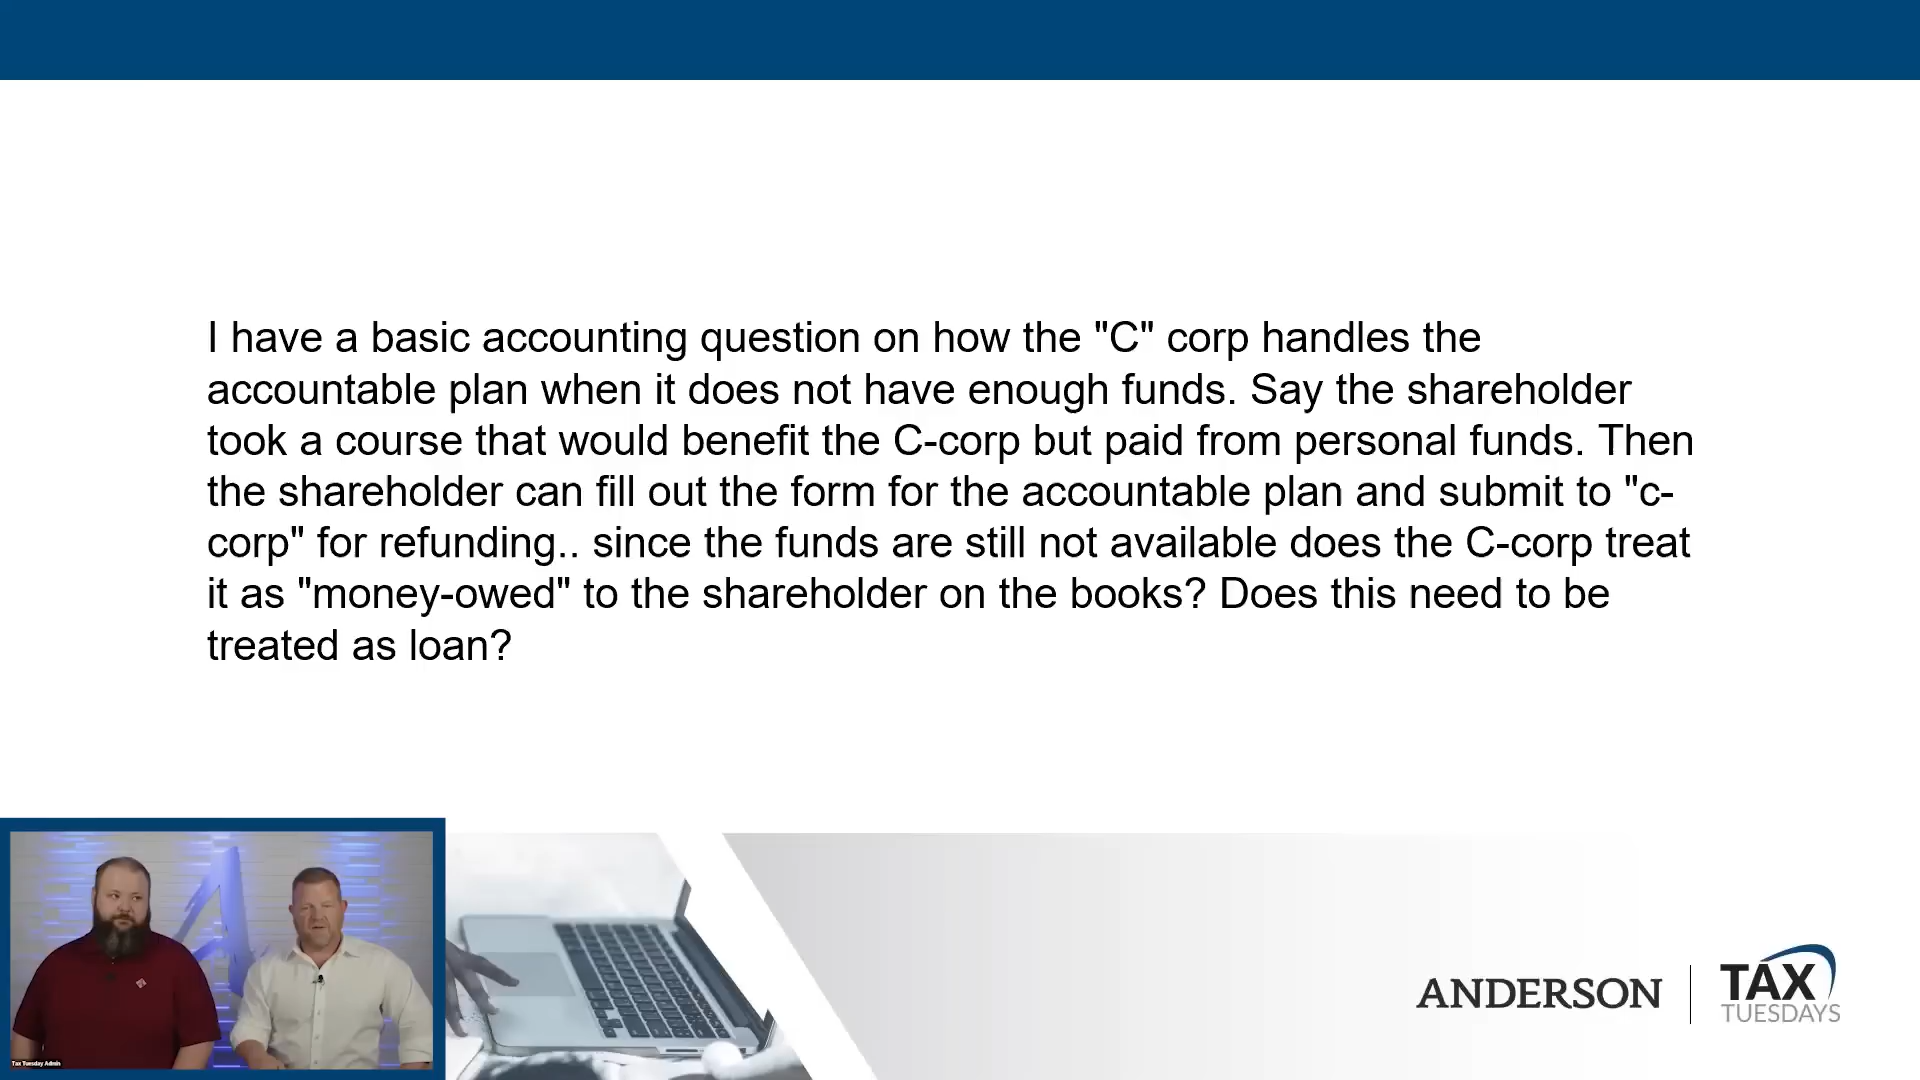 I have a basic accounting question on how the "C" corp handles the
accountable plan when it does not have enough funds. Say the shareholder
took a course that would benefit the C-corp but paid from personal funds. Then
the shareholder can fill out the form for the accountable plan and submit to "c-
corp" for refunding.. since the funds are still not available does the C-corp treat
it as "money-owed" to the shareholder on the books? Does this need to be
treated as loan?
Tax Tuesday Admin
ANDERSON
TAX
TUESDAYS